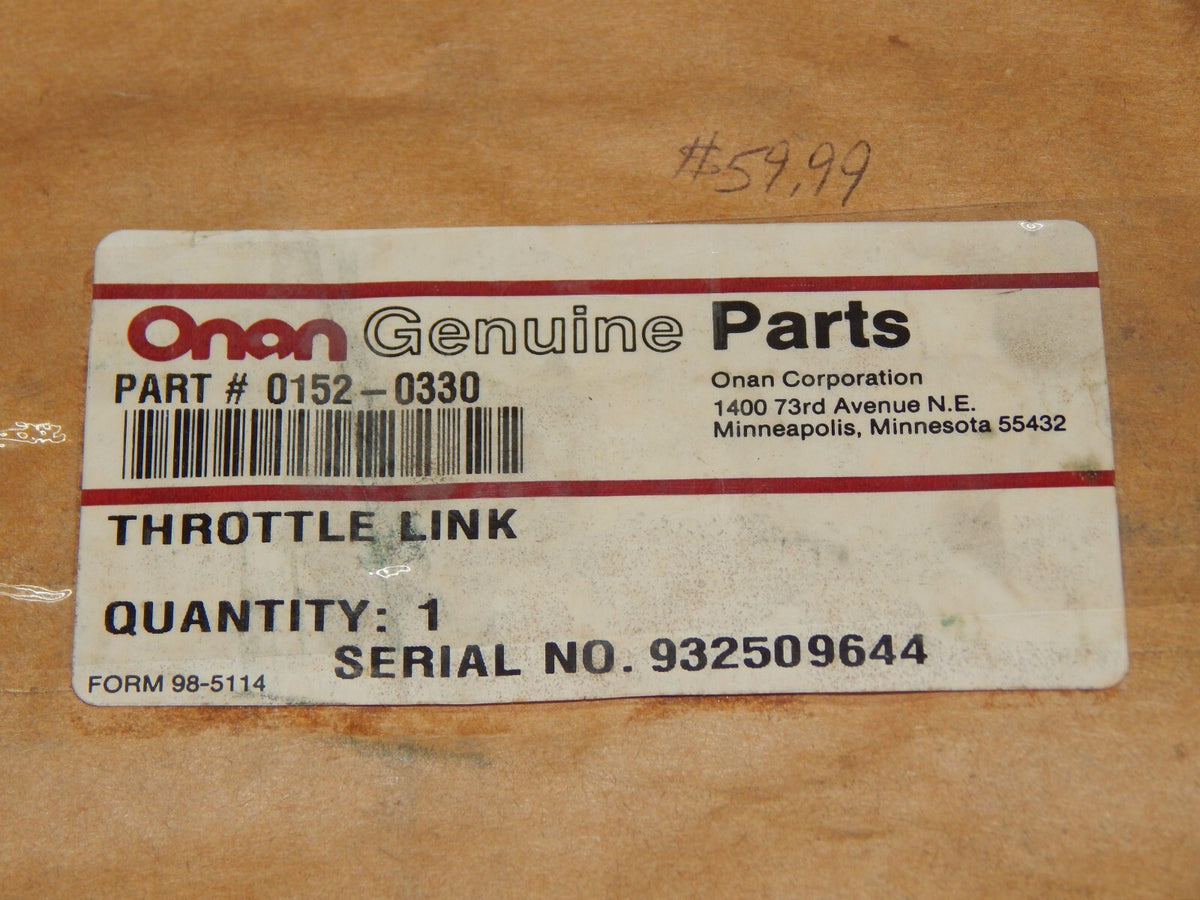 $59.99
Onan Genuine Parts
PART # 0152-0330
Onan Corporation
1400 73rd Avenue N.E.
Minneapolis, Minnesota 55432
THROTTLE LINK
QUANTITY: 1
SERIAL NO. 932509644
FORM 98-5114